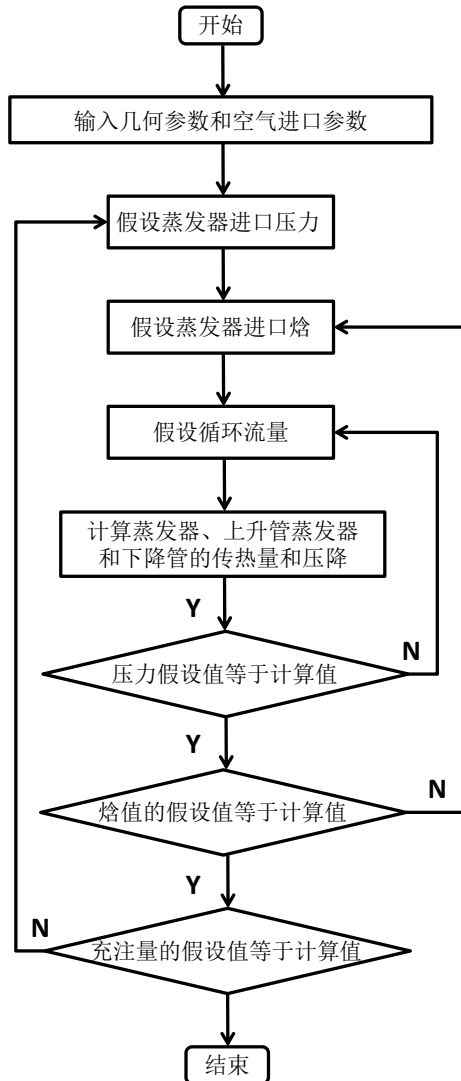 开始
输入几何参数和空气进口参数
假设蒸发器进口压力
假设蒸发器进口焓
假设循环流量
计算蒸发器、上升管蒸发器
和下降管的传热量和压降
Y
N
压力假设值等于计算值
Y
N
焓值的假设值等于计算值
Y
N
充注量的假设值等于计算值
结束